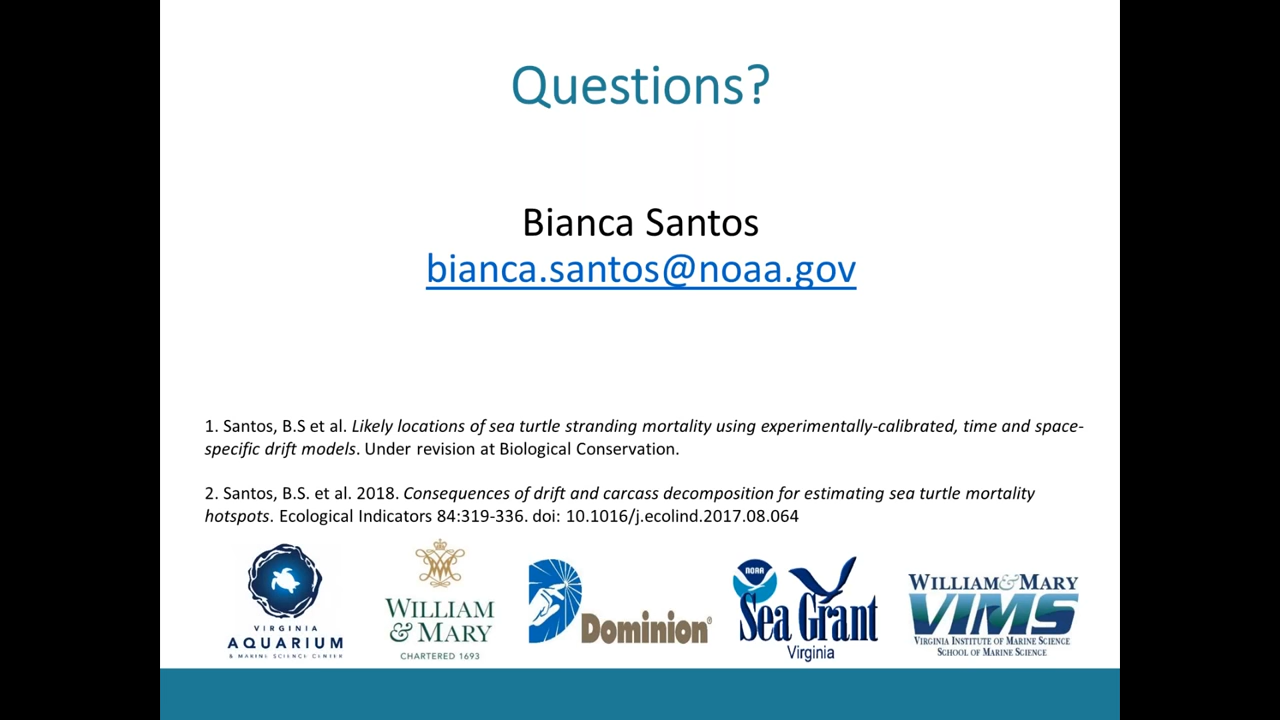 Questions?
Bianca Santos
bianca.santos@noaa.gov
1. Santos, B.S et al. Likely locations of sea turtle stranding mortality using experimentally-calibrated, time and space-
specific drift models. Under revision at Biological Conservation.
2. Santos, B.S. et al. 2018. Consequences of drift and carcass decomposition for estimating sea turtle mortality
hotspots. Ecological Indicators 84:319-336. doi: 10.1016/j.ecolind.2017.08.064
VIRGINIA
AQUARIUM
& MARINE SCIENCE CENTER
WILLIAM
& MARY
CHARTERED 1693
Dominion®
NOAA
Sea Grant
Virginia
WILLIAM & MARY
VIMS
VIRGINIA INSTITUTE OF MARINE SCIENCE
SCHOOL OF MARINE SCIENCE